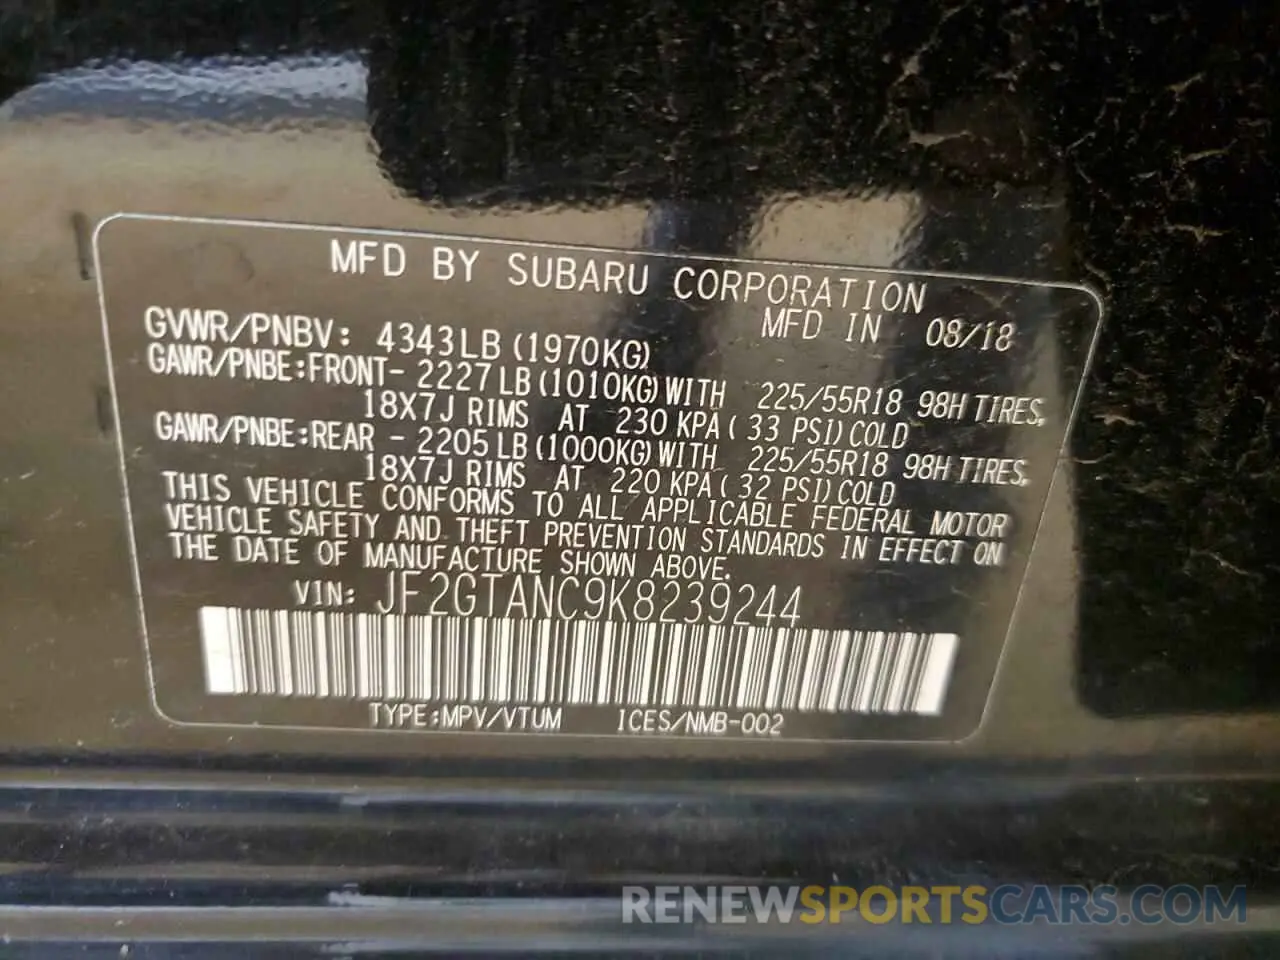 MFD BY SUBARU CORPORATION
MFD IN 08/18
GVWR/PNBV: 4343LB (1970KG)
GAWR/PNBE:FRONT- 2227LB(1010KG)WITH 225/55R18 98H TIRES,
18X7J RIMS AT 230 KPA( 33 PSI)COLD
GAWR/PNBE:REAR - 2205LB(1000KG)WITH 225/55R18 98H TIRES,
18X7J RIMS AT 220 KPA( 32 PSI)COLD
THIS VEHICLE CONFORMS TO ALL APPLICABLE FEDERAL MOTOR
VEHICLE SAFETY AND THEFT PREVENTION STANDARDS IN EFFECT ON
THE DATE OF MANUFACTURE SHOWN ABOVE.
VIN: JF2GTANC9K8239244
TYPE:MPV/VTUM ICES/NMB-002
RENEWSPORTSCARS.COM